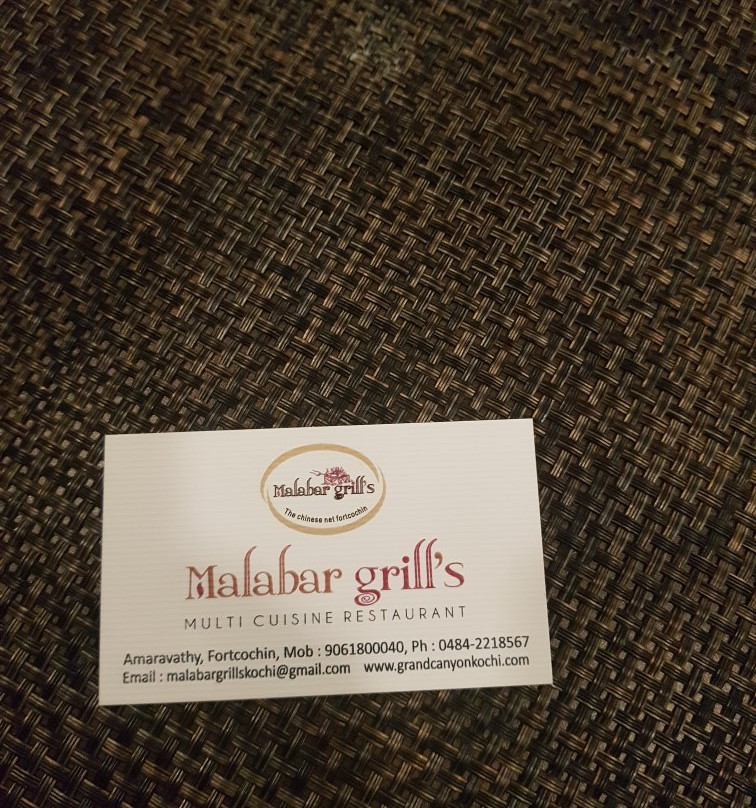 Malabar grill's
The chinese net fortcochin
Malabar grill's
MULTI CUISINE RESTAURANT
Amaravathy, Fortcochin, Mob : 9061800040, Ph : 0484-2218567
Email : malabargrillskochi@gmail.com www.grandcanyonkochi.com